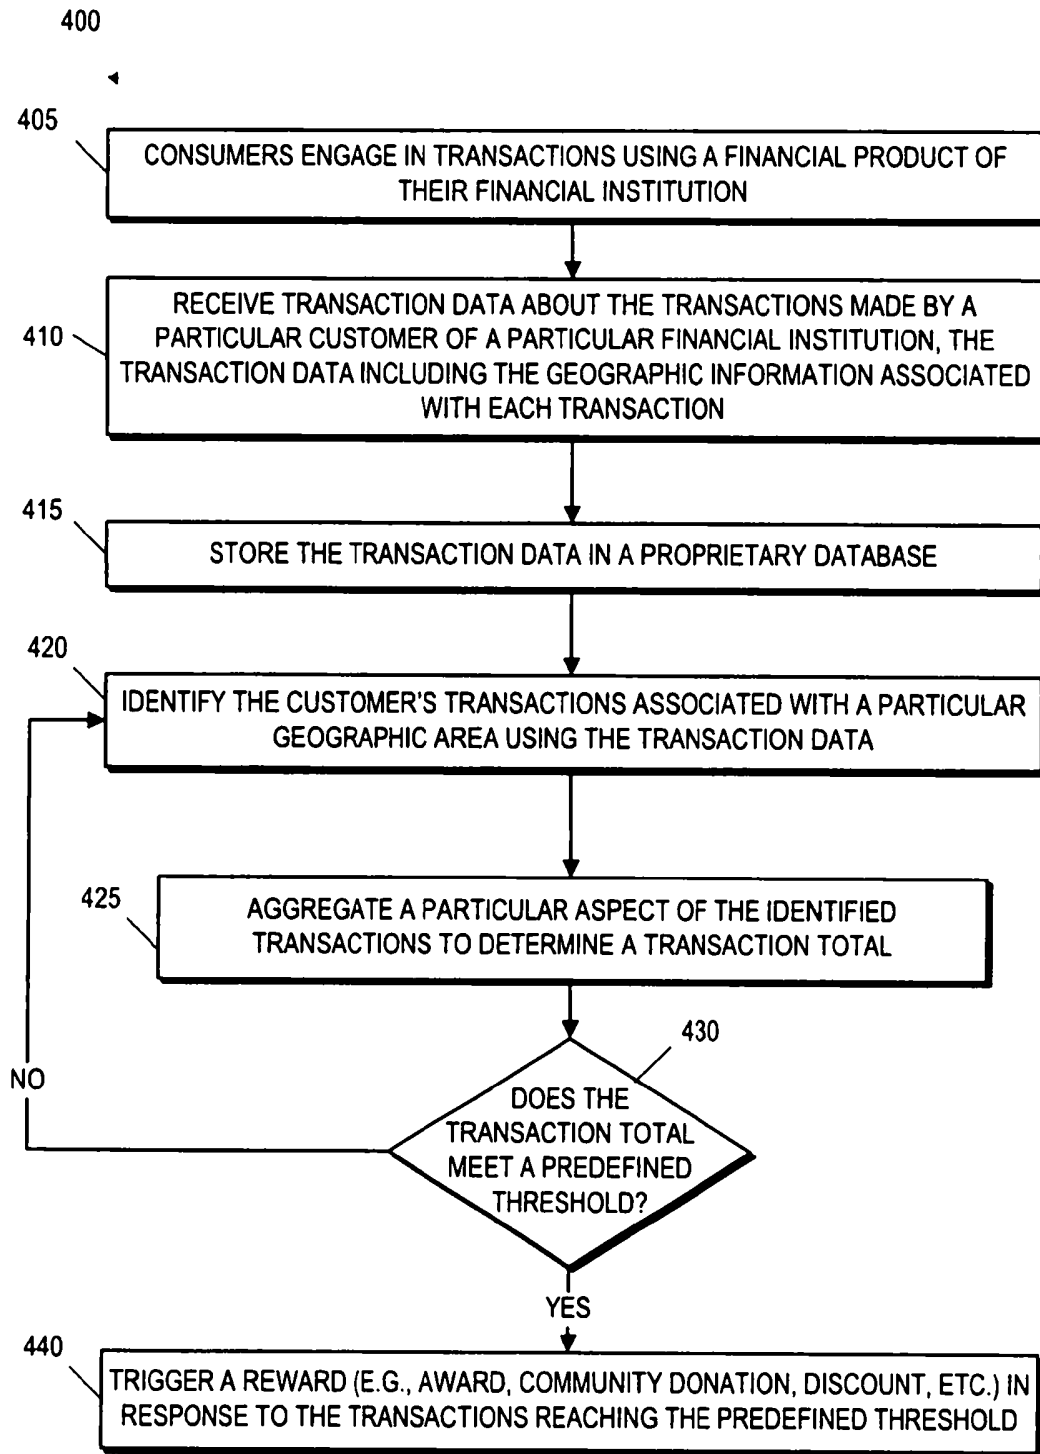 400
405
CONSUMERS ENGAGE IN TRANSACTIONS USING A FINANCIAL PRODUCT OF
THEIR FINANCIAL INSTITUTION
410
RECEIVE TRANSACTION DATA ABOUT THE TRANSACTIONS MADE BY A
PARTICULAR CUSTOMER OF A PARTICULAR FINANCIAL INSTITUTION, THE
TRANSACTION DATA INCLUDING THE GEOGRAPHIC INFORMATION ASSOCIATED
WITH EACH TRANSACTION
415
STORE THE TRANSACTION DATA IN A PROPRIETARY DATABASE
420
IDENTIFY THE CUSTOMER'S TRANSACTIONS ASSOCIATED WITH A PARTICULAR
GEOGRAPHIC AREA USING THE TRANSACTION DATA
425
AGGREGATE A PARTICULAR ASPECT OF THE IDENTIFIED
TRANSACTIONS TO DETERMINE A TRANSACTION TOTAL
430
NO
DOES THE
TRANSACTION TOTAL
MEET A PREDEFINED
THRESHOLD?
YES
440
TRIGGER A REWARD (E.G., AWARD, COMMUNITY DONATION, DISCOUNT, ETC.) IN
RESPONSE TO THE TRANSACTIONS REACHING THE PREDEFINED THRESHOLD